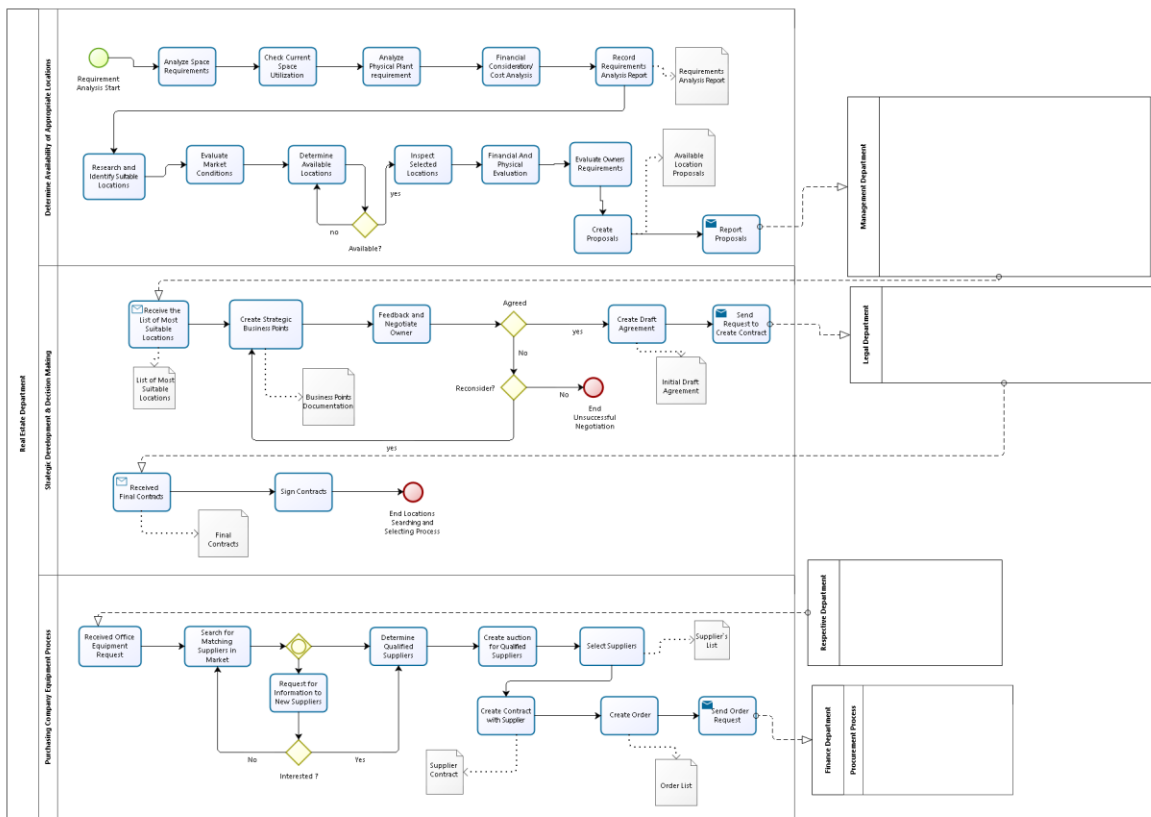 Real Estate Department
Determine Availability of Appropriate Locations
Requirement
Analysis Start
Analyze Space
Requirements
Check Current
Space
Utilization
Analyze
Physical Plant
requirement
Financial
Consideration/
Cost Analysis
Record
Requirements
Analysis Report
Requirements
Analysis Report
Research and
Identify Suitable
Locations
Evaluate
Market
Conditions
Determine
Available
Locations
no
Available?
yes
Inspect
Selected
Locations
Financial And
Physical
Evaluation
Evaluate Owners
Requirements
Available
Location
Proposals
Create
Proposals
Report
Proposals
Management Department
Strategic Development & Decision Making
Receive the
List of Most
Suitable
Locations
List of Most
Suitable
Locations
Create Strategic
Business Points
Business Points
Documentation
Feedback and
Negotiate
Owner
Agreed
yes
No
Reconsider?
No
End
Unsuccessful
Negotiation
yes
Create Draft
Agreement
Initial Draft
Agreement
Send
Request to
Create Contract
Legal Department
Received
Final Contracts
Final
Contracts
Sign Contracts
End Locations
Searching and
Selecting Process
Purchasing Company Equipment Process
Received Office
Equipment
Request
Search for
Matching
Suppliers in
Market
Request for
Information to
New Suppliers
No
Yes
Interested ?
Determine
Qualified
Suppliers
Create auction
for Qualified
Suppliers
Select Suppliers
Supplier's
List
Create Contract
with Supplier
Supplier
Contract
Create Order
Order List
Send Order
Request
Respective Department
Finance Department
Procurement Process